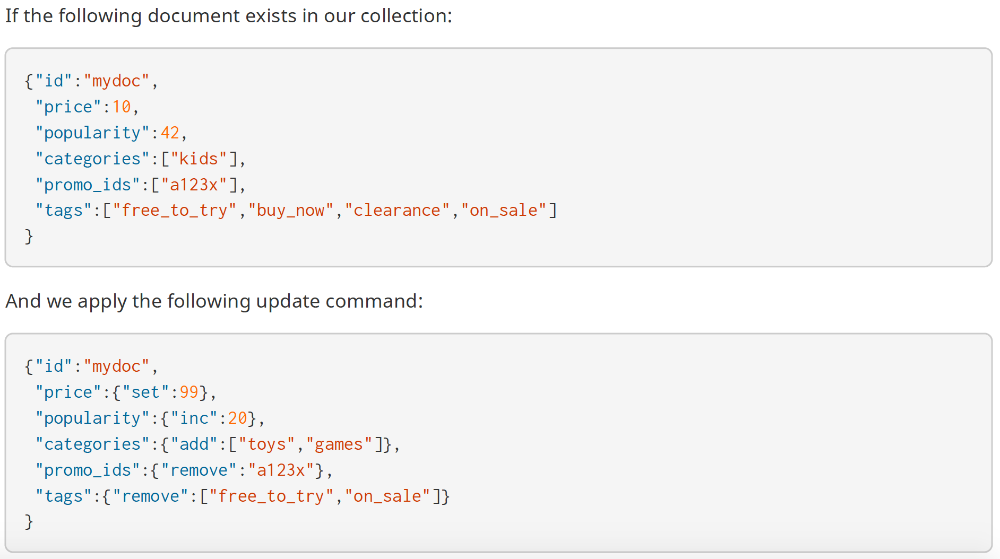 If the following document exists in our collection:
{"id":"mydoc",
 "price":10,
 "popularity":42,
 "categories":["kids"],
 "promo_ids":["a123x"],
 "tags":["free_to_try","buy_now","clearance","on_sale"]
}
And we apply the following update command:
{"id":"mydoc",
 "price":{"set":99},
 "popularity":{"inc":20},
 "categories":{"add":["toys","games"]},
 "promo_ids":{"remove":"a123x"},
 "tags":{"remove":["free_to_try","on_sale"]}
}